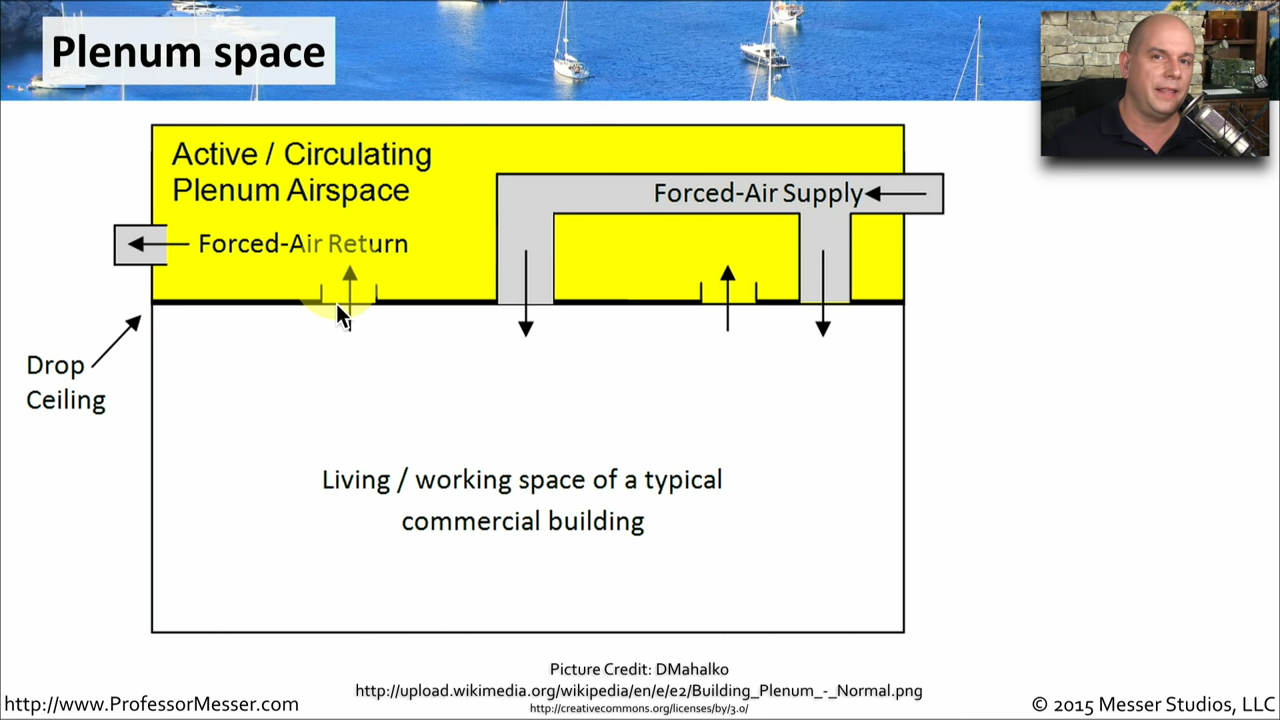 Plenum space
Active / Circulating
Plenum Airspace
Forced-Air Supply
Forced-Air Return
Drop
Ceiling
Living / working space of a typical
commercial building
Picture Credit: DMahalko
http://upload.wikimedia.org/wikipedia/en/e/e2/Building_Plenum_-_Normal.png
http://creativecommons.org/licenses/by/3.0/
http://www.ProfessorMesser.com
© 2015 Messer Studios, LLC